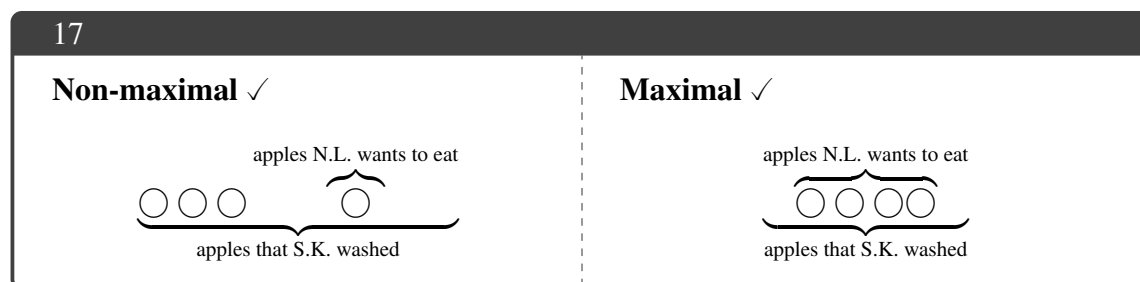 17
Non-maximal ✓
Maximal ✓
apples N.L. wants to eat
apples that S.K. washed
apples N.L. wants to eat
apples that S.K. washed